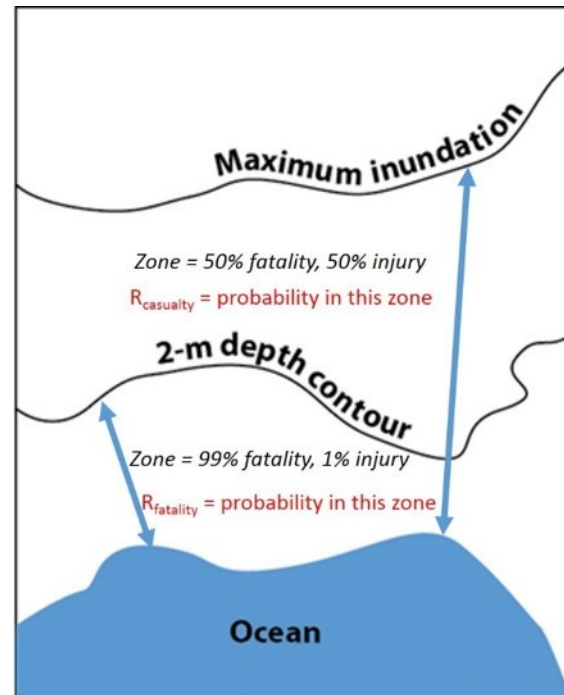 Maximum inundation
Zone = 50% fatality, 50% injury
Rcasualty = probability in this zone
2-m depth contour
Zone = 99% fatality, 1% injury
Rfatality = probability in this zone
Ocean